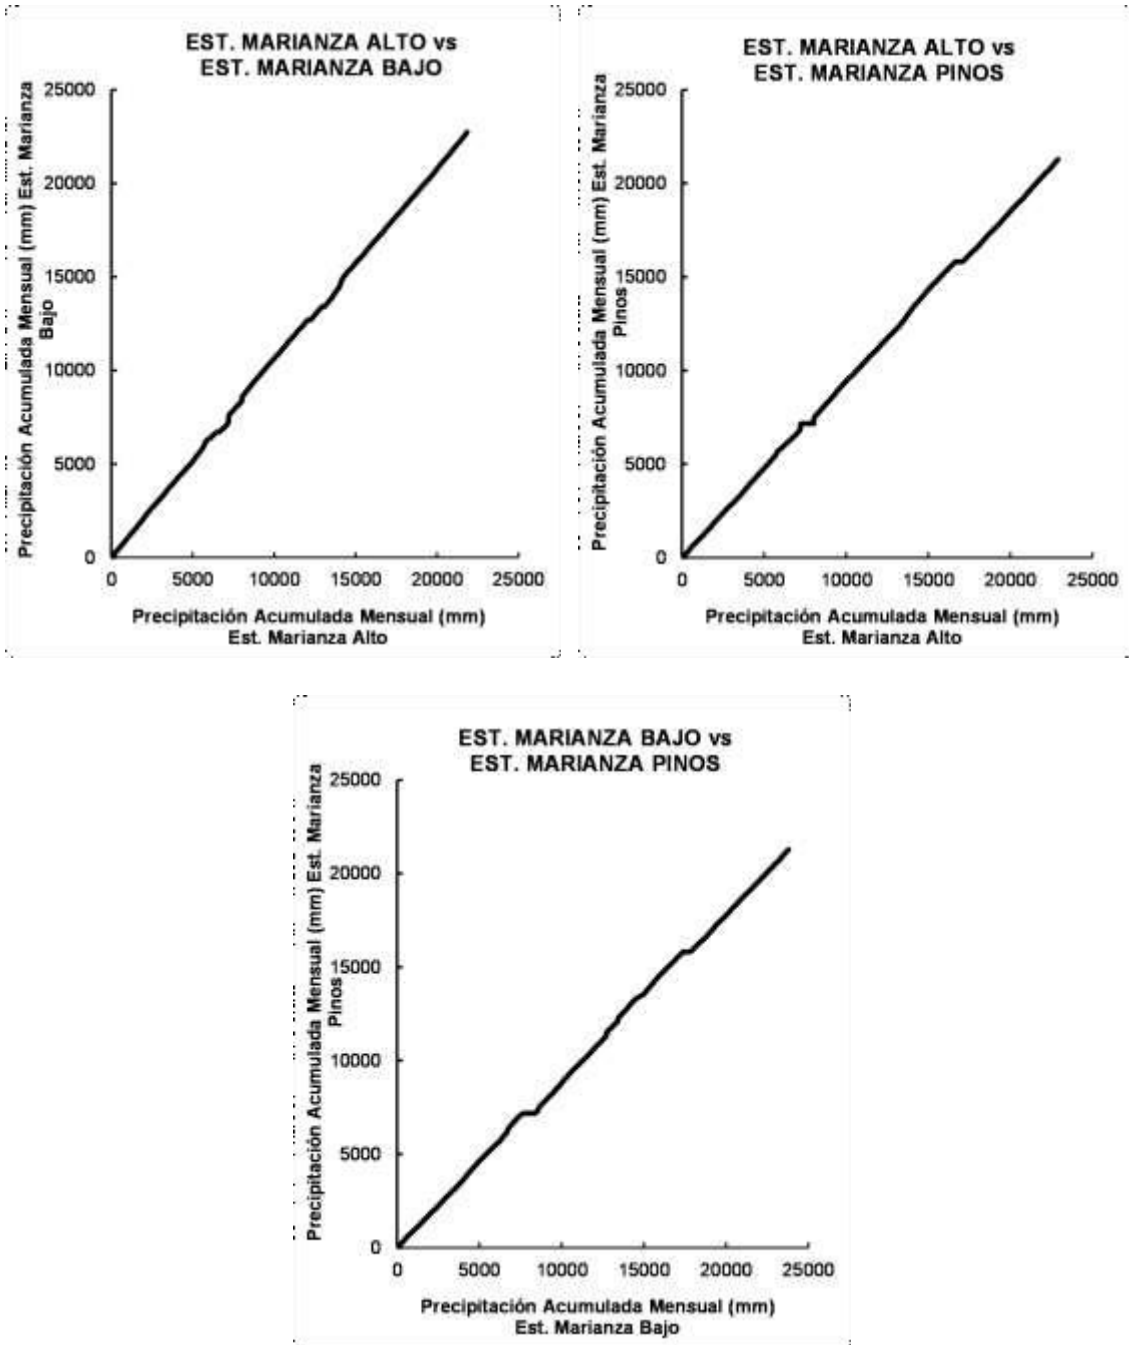 EST. MARIANZA ALTO vs
EST. MARIANZA BAJO
Precipitación Acumulada Mensual (mm) Est. Marianza
Bajo
25000
20000
15000
10000
5000
0
0 5000 10000 15000 20000 25000
Precipitación Acumulada Mensual (mm)
Est. Marianza Alto
EST. MARIANZA ALTO vs
EST. MARIANZA PINOS
Precipitación Acumulada Mensual (mm) Est. Marianza
Pinos
25000
20000
15000
10000
5000
0
0 5000 10000 15000 20000 25000
Precipitación Acumulada Mensual (mm)
Est. Marianza Alto
EST. MARIANZA BAJO vs
EST. MARIANZA PINOS
Precipitación Acumulada Mensual (mm) Est. Marianza
Pinos
25000
20000
15000
10000
5000
0
0 5000 10000 15000 20000 25000
Precipitación Acumulada Mensual (mm)
Est. Marianza Bajo